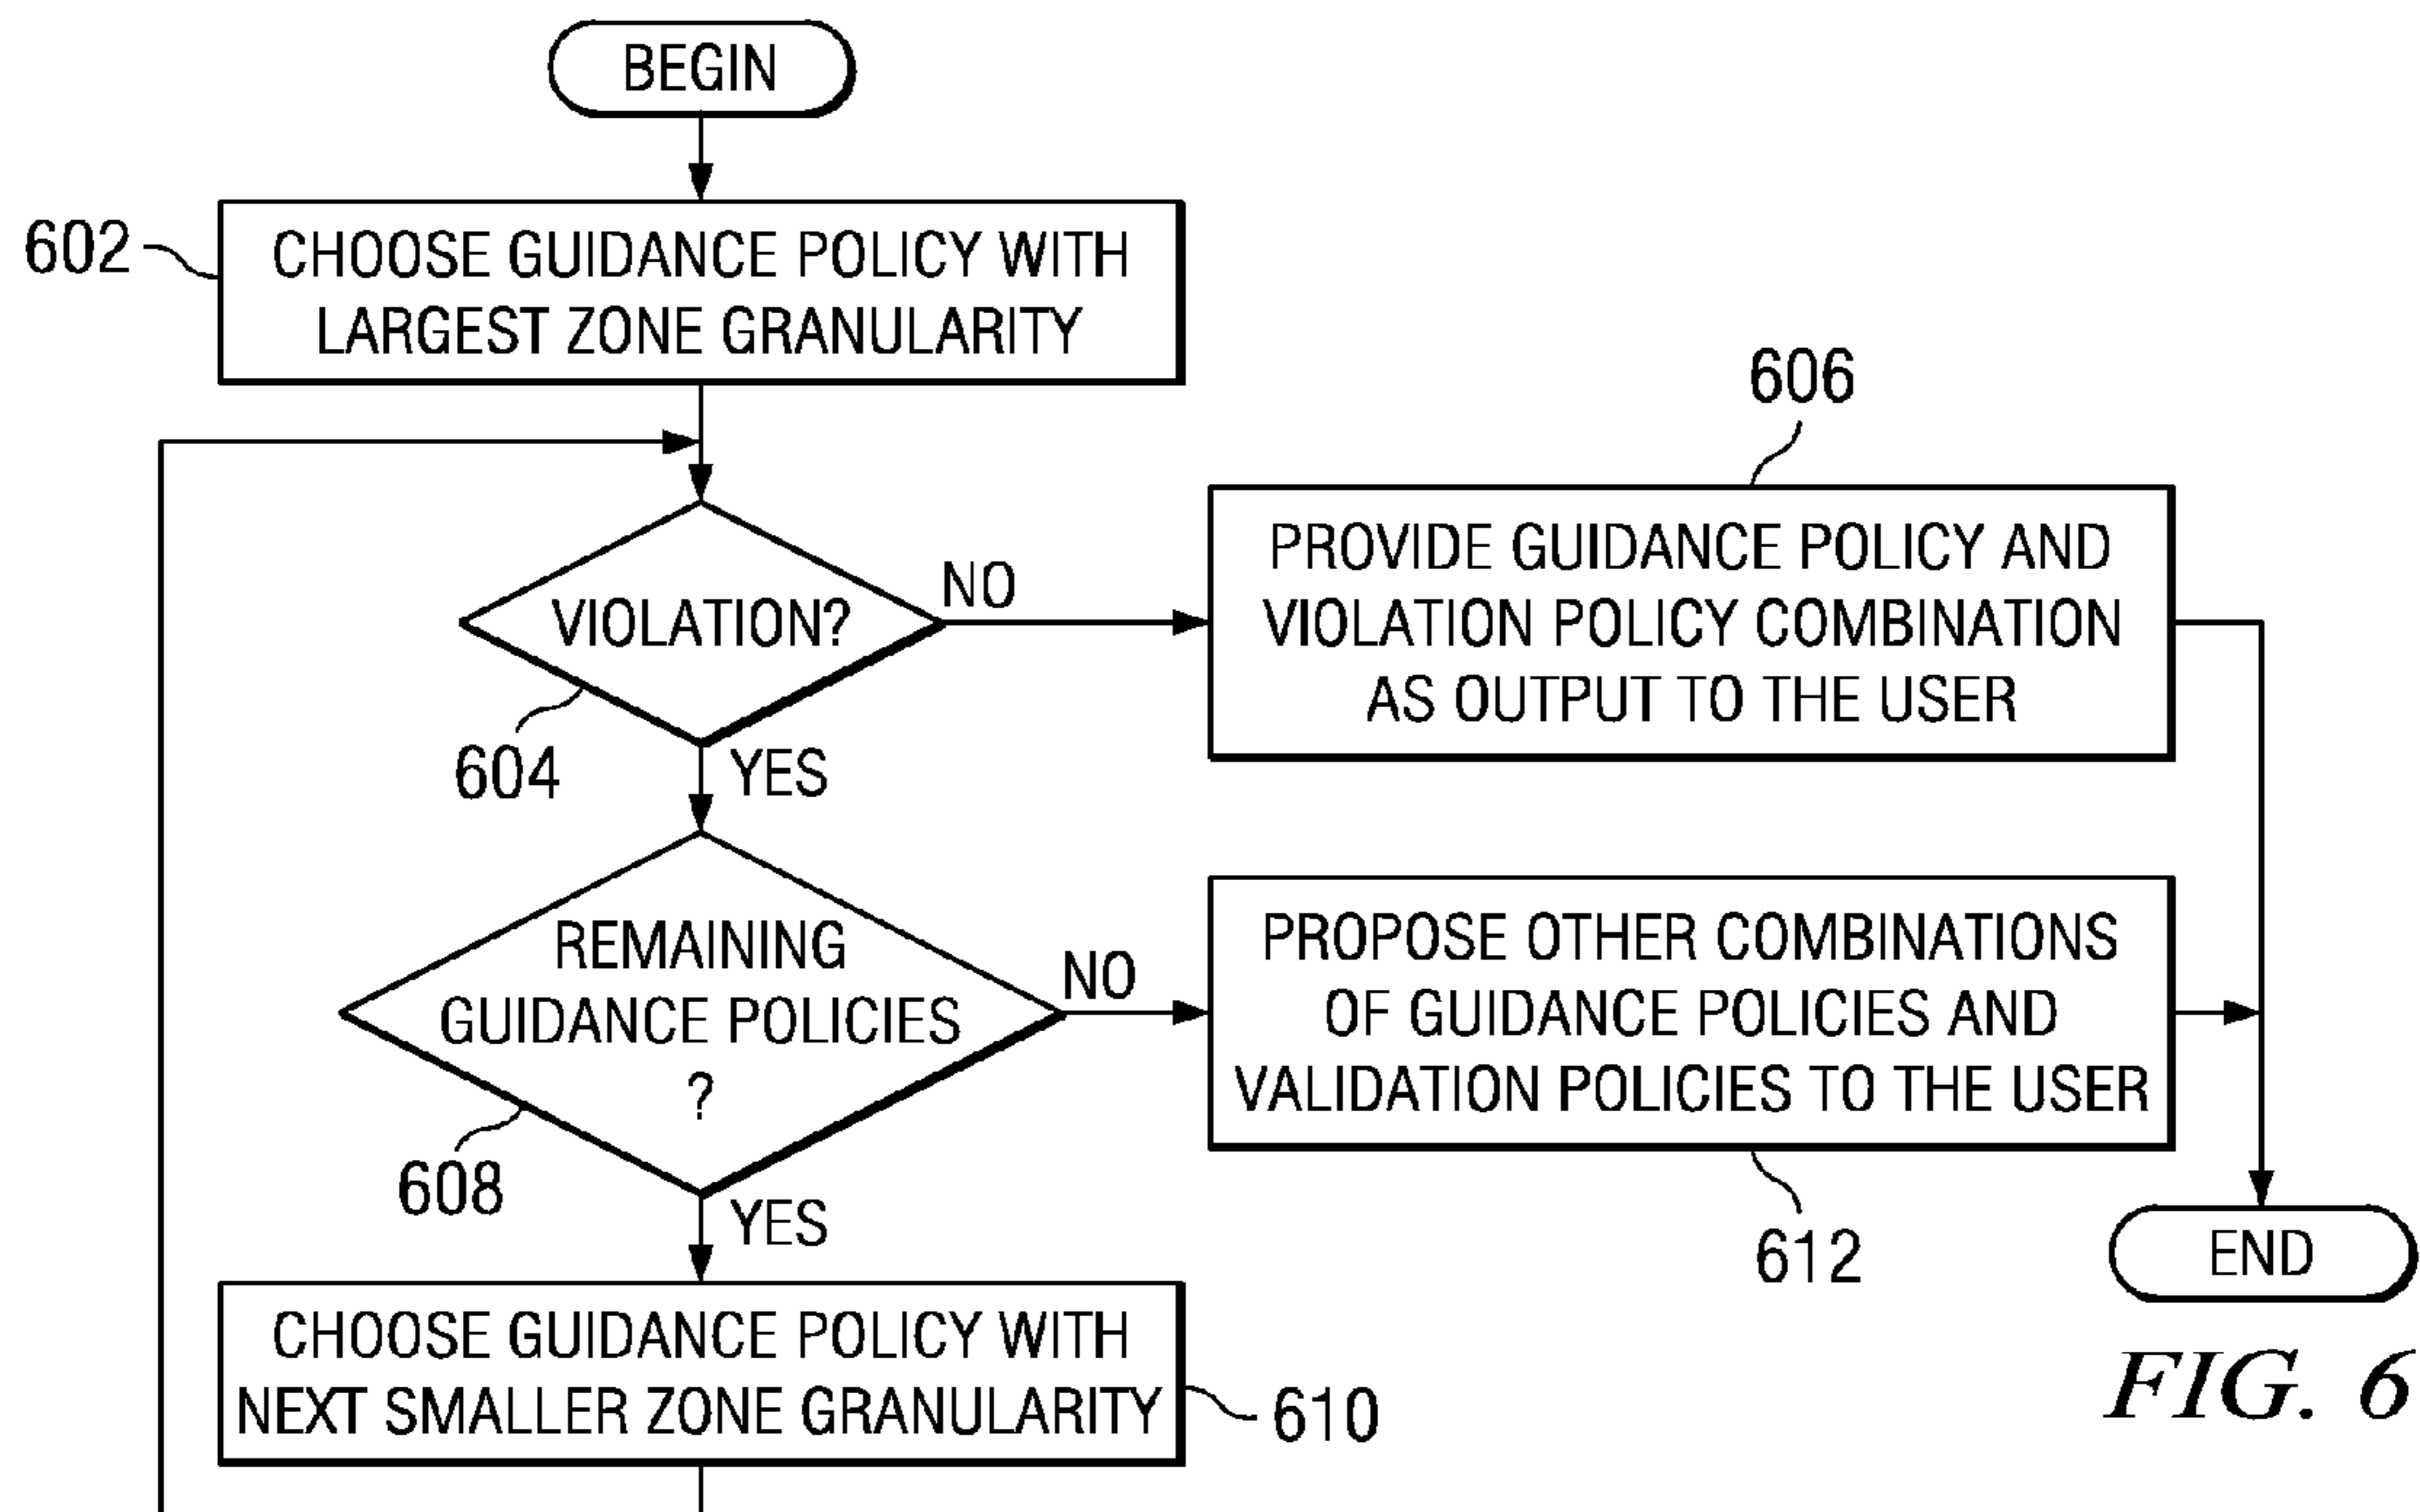 BEGIN
602
CHOOSE GUIDANCE POLICY WITH
LARGEST ZONE GRANULARITY
606
VIOLATION?
NO
604
YES
PROVIDE GUIDANCE POLICY AND
VIOLATION POLICY COMBINATION
AS OUTPUT TO THE USER
REMAINING
GUIDANCE POLICIES
?
NO
608
YES
PROPOSE OTHER COMBINATIONS
OF GUIDANCE POLICIES AND
VALIDATION POLICIES TO THE USER
612
END
CHOOSE GUIDANCE POLICY WITH
NEXT SMALLER ZONE GRANULARITY
610
FIG. 6